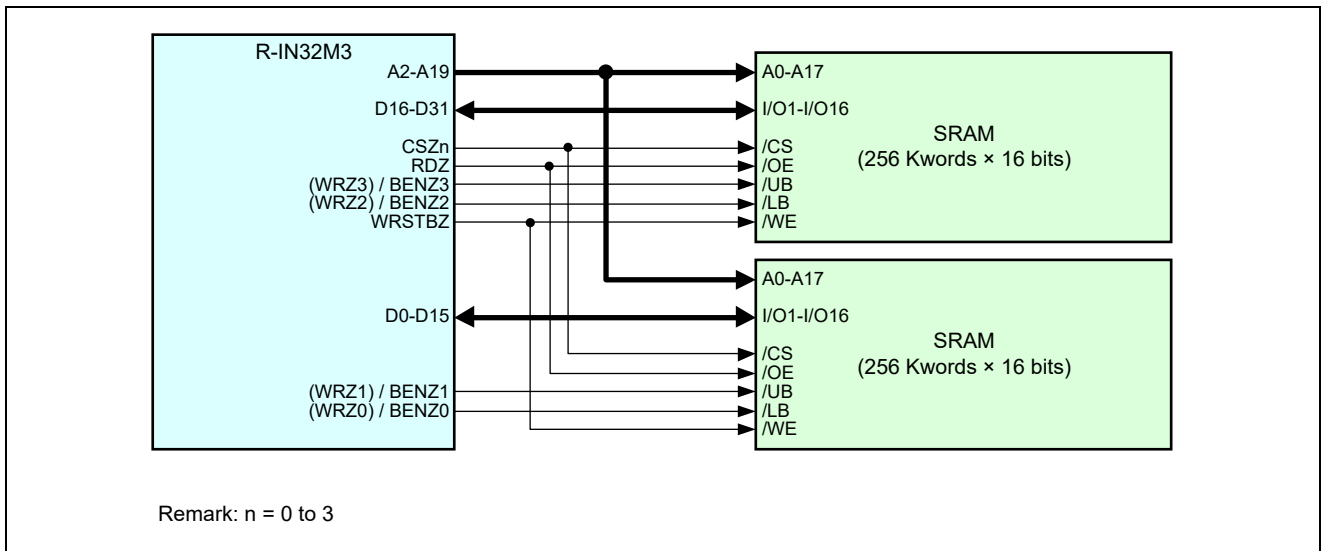 R-IN32M3
A2-A19
D16-D31
CSZn
RDZ
(WRZ3) / BENZ3
(WRZ2) / BENZ2
WRSTBZ
D0-D15
(WRZ1) / BENZ1
(WRZ0) / BENZ0
A0-A17
I/O1-I/O16
/CS
/OE
/UB
/LB
/WE
SRAM
(256 Kwords × 16 bits)
A0-A17
I/O1-I/O16
/CS
/OE
/UB
/LB
/WE
SRAM
(256 Kwords × 16 bits)
Remark: n = 0 to 3